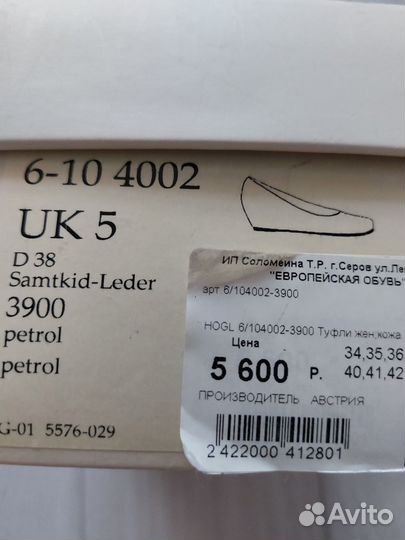 6-10 4002
UK 5
D 38
Samtkid-Leder
3900
petrol
petrol
G-01 5576-029
ИП Соломеина Т.Р. г.Серов ул.Ле
"ЕВРОПЕЙСКАЯ ОБУВЬ"
арт 6/104002-3900
HOGL 6/104002-3900 Туфли жен,кожа
Цена
34,35,36
5 600 Р.
40,41,42
ПРОИЗВОДИТЕЛЬ АВСТРИЯ
2 422000 412801
Avito